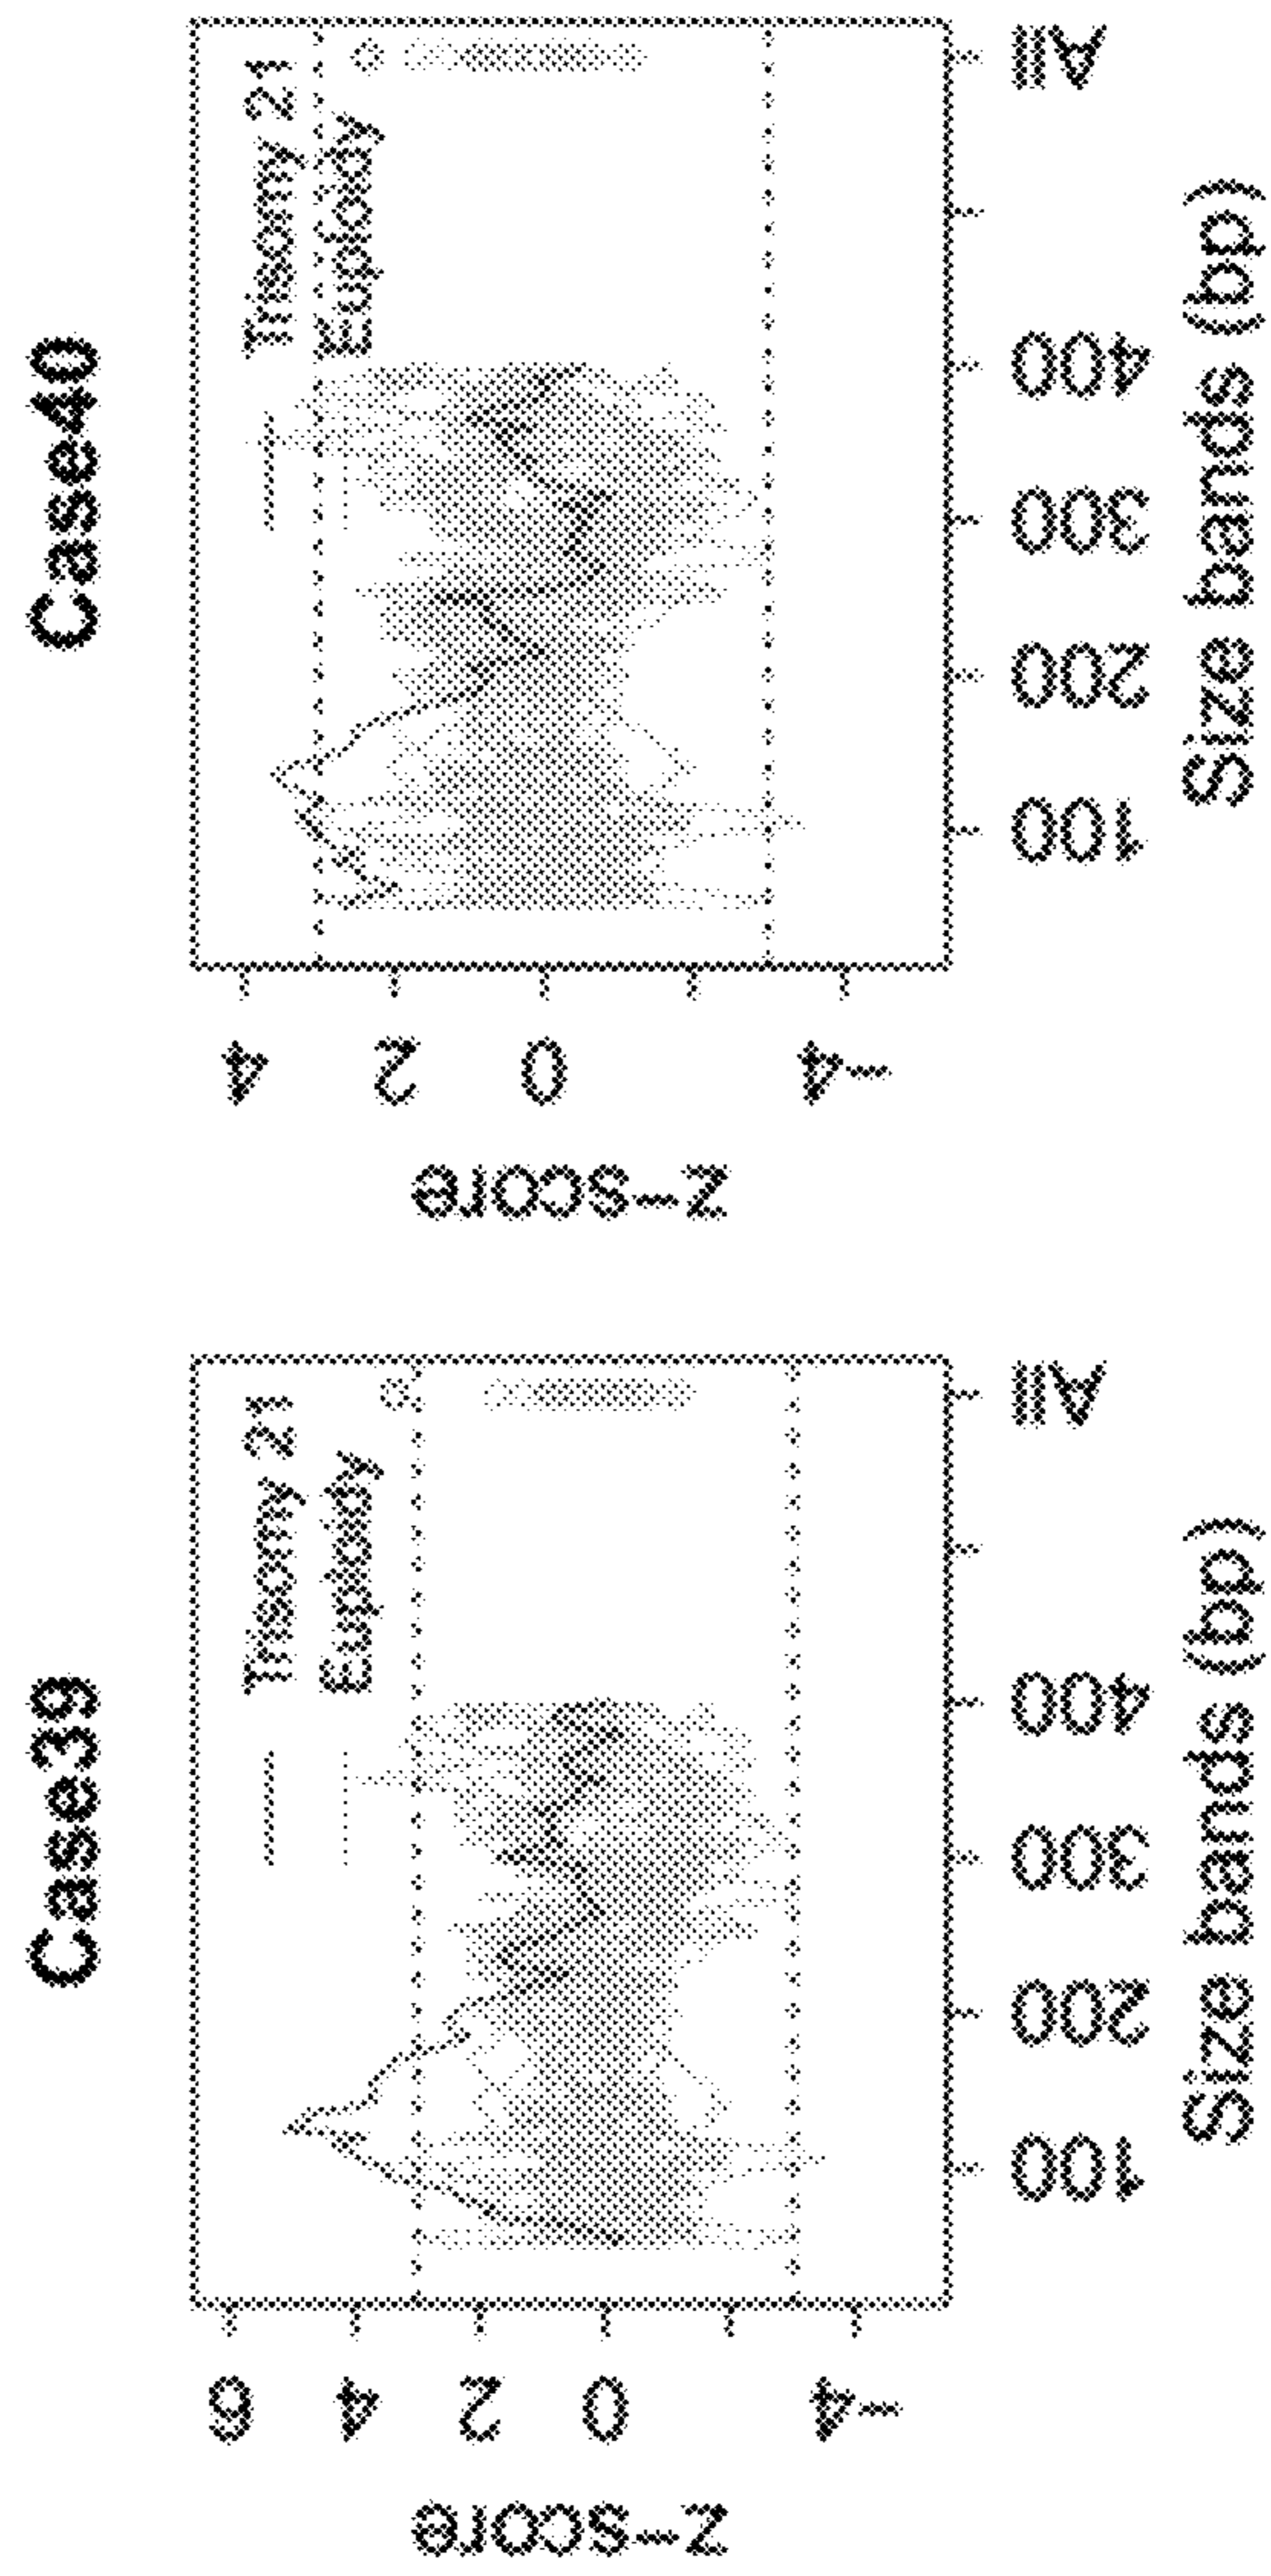 Case39
Trisomy 21
Euploidy
6
4
2
0
-4
z-score
100
200
300
400
All
Size bands (bp)
Case40
Trisomy 21
Euploidy
4
2
0
-4
z-score
100
200
300
400
All
Size bands (bp)